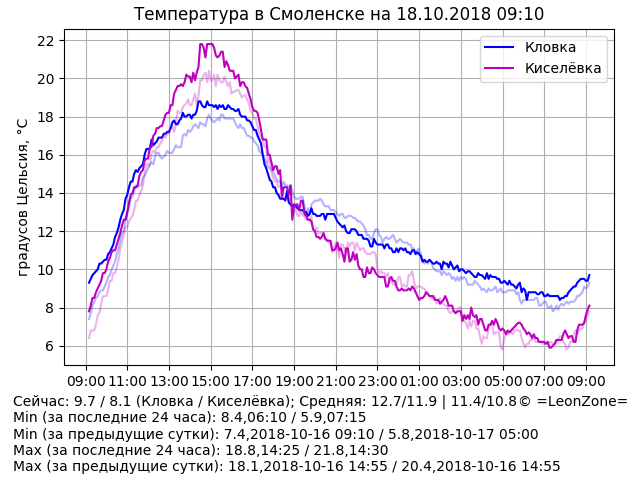 Температура в Смоленске на 18.10.2018 09:10
Кловка
Киселёвка
градусов Цельсия, °C
22
20
18
16
14
12
10
8
6
09:00 11:00 13:00 15:00 17:00 19:00 21:00 23:00 01:00 03:00 05:00 07:00 09:00
Сейчас: 9.7 / 8.1 (Кловка / Киселёвка); Средняя: 12.7/11.9 | 11.4/10.8© =LeonZone=
Min (за последние 24 часа): 8.4,06:10 / 5.9,07:15
Min (за предыдущие сутки): 7.4,2018-10-16 09:10 / 5.8,2018-10-17 05:00
Max (за последние 24 часа): 18.8,14:25 / 21.8,14:30
Max (за предыдущие сутки): 18.1,2018-10-16 14:55 / 20.4,2018-10-16 14:55